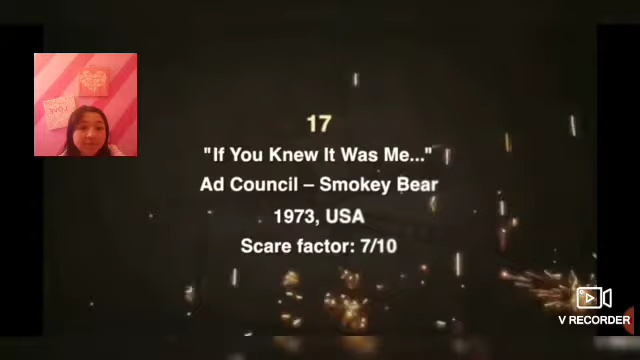 17
"If You Knew It Was Me..."
Ad Council – Smokey Bear
1973, USA
Scare factor: 7/10
V RECORDER